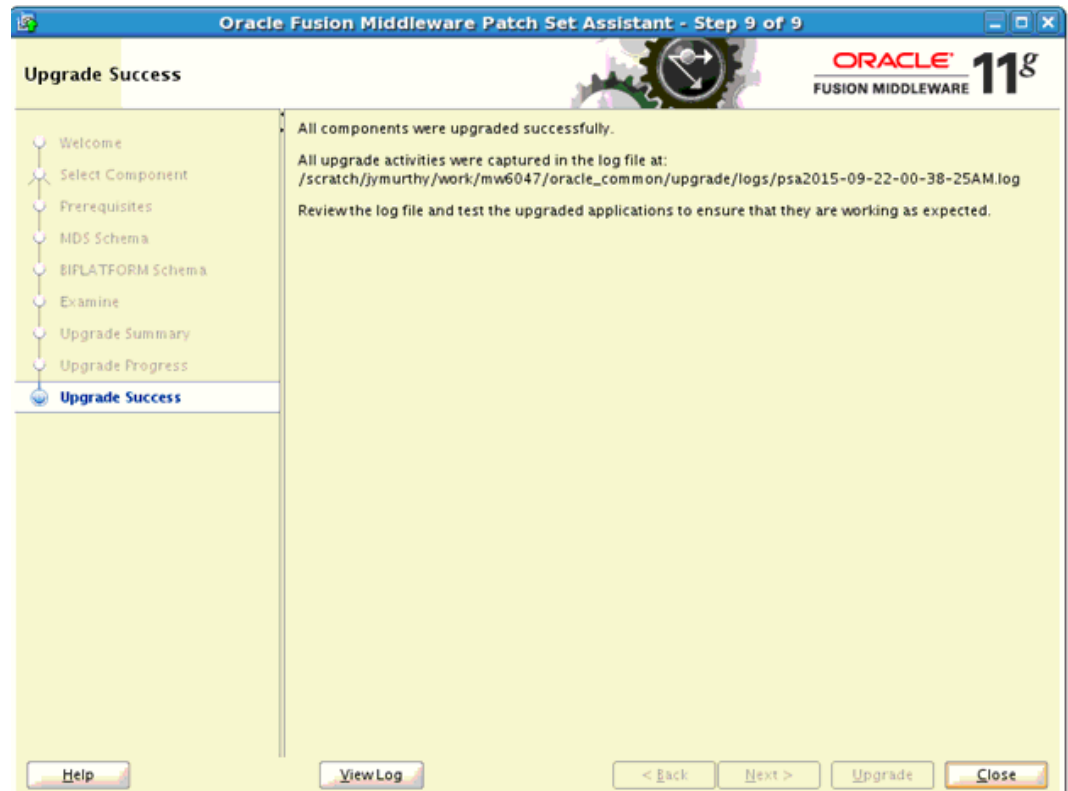 Oracle Fusion Middleware Patch Set Assistant - Step 9 of 9
Upgrade Success
ORACLE
FUSION MIDDLEWARE
11g
Welcome
Select Component
Prerequisites
MDS Schema
BIPLATFORM Schema
Examine
Upgrade Summary
Upgrade Progress
Upgrade Success
All components were upgraded successfully.
All upgrade activities were captured in the log file at:
/scratch/jymurthy/work/mw6047/oracle_common/upgrade/logs/psa2015-09-22-00-38-25AM.log
Review the log file and test the upgraded applications to ensure that they are working as expected.
Help
View Log
< Back
Next >
Upgrade
Close